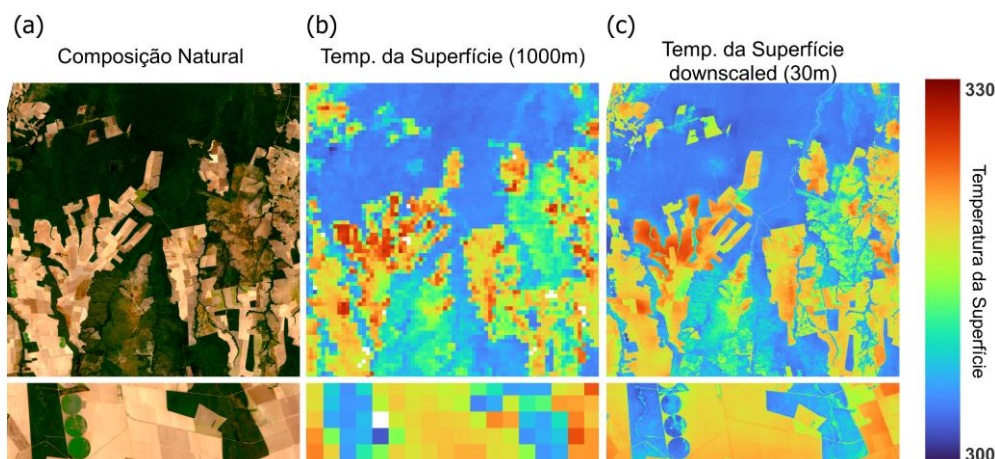 (a)
Composição Natural
(b)
Temp. da Superfície (1000m)
(c)
Temp. da Superfície
downscaled (30m)
330
Temperatura da Superfície
300